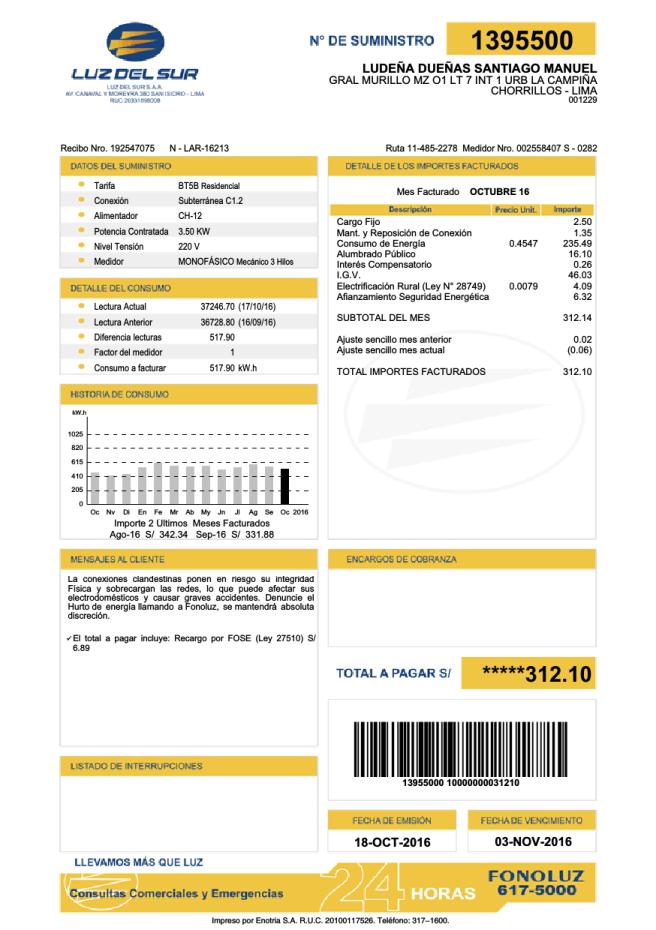 LUZ DEL SUR
LUZ DEL SUR S.A.A.
AV. CANAVAL Y MOREYRA 380 SAN ISIDRO - LIMA
RUC 20331898008
N° DE SUMINISTRO 1395500
LUDEÑA DUEÑAS SANTIAGO MANUEL
GRAL MURILLO MZ O1 LT 7 INT 1 URB LA CAMPIÑA
CHORRILLOS - LIMA
001229
Recibo Nro. 192547075 N - LAR-16213
Ruta 11-485-2278 Medidor Nro. 002558407 S - 0282
DATOS DEL SUMINISTRO
Tarifa BT5B Residencial
Conexión Subterránea C1.2
Alimentador CH-12
Potencia Contratada 3.50 KW
Nivel Tensión 220 V
Medidor MONOFÁSICO Mecánico 3 Hilos
DETALLE DEL CONSUMO
Lectura Actual 37246.70 (17/10/16)
Lectura Anterior 36728.80 (16/09/16)
Diferencia lecturas 517.90
Factor del medidor 1
Consumo a facturar 517.90 kW.h
HISTORIA DE CONSUMO
kW.h
1025
820
615
410
205
0
Oc Nv Di En Fe Mr Ab My Jn Jl Ag Se Oc 2016
Importe 2 Ultimos Meses Facturados
Ago-16 S/ 342.34 Sep-16 S/ 331.88
DETALLE DE LOS IMPORTES FACTURADOS
Mes Facturado OCTUBRE 16
Descripción Precio Unit. Importe
Cargo Fijo 2.50
Mant. y Reposición de Conexión 1.35
Consumo de Energía 0.4547 235.49
Alumbrado Público 16.10
Interés Compensatorio 0.26
I.G.V. 46.03
Electrificación Rural (Ley N° 28749) 0.0079 4.09
Afianzamiento Seguridad Energética 6.32
SUBTOTAL DEL MES 312.14
Ajuste sencillo mes anterior 0.02
Ajuste sencillo mes actual (0.06)
TOTAL IMPORTES FACTURADOS 312.10
MENSAJES AL CLIENTE
La conexiones clandestinas ponen en riesgo su integridad
Física y sobrecargan las redes, lo que puede afectar sus
electrodomésticos y causar graves accidentes. Denuncie el
Hurto de energía llamando a Fonoluz, se mantendrá absoluta
discreción.
✓El total a pagar incluye: Recargo por FOSE (Ley 27510) S/
6.89
ENCARGOS DE COBRANZA
TOTAL A PAGAR S/ *****312.10
13955000 10000000031210
LISTADO DE INTERRUPCIONES
FECHA DE EMISIÓN FECHA DE VENCIMIENTO
18-OCT-2016 03-NOV-2016
LLEVAMOS MÁS QUE LUZ
Consultas Comerciales y Emergencias 24 HORAS
FONOLUZ
617-5000
Impreso por Enotria S.A. R.U.C. 20100117526. Teléfono: 317–1600.